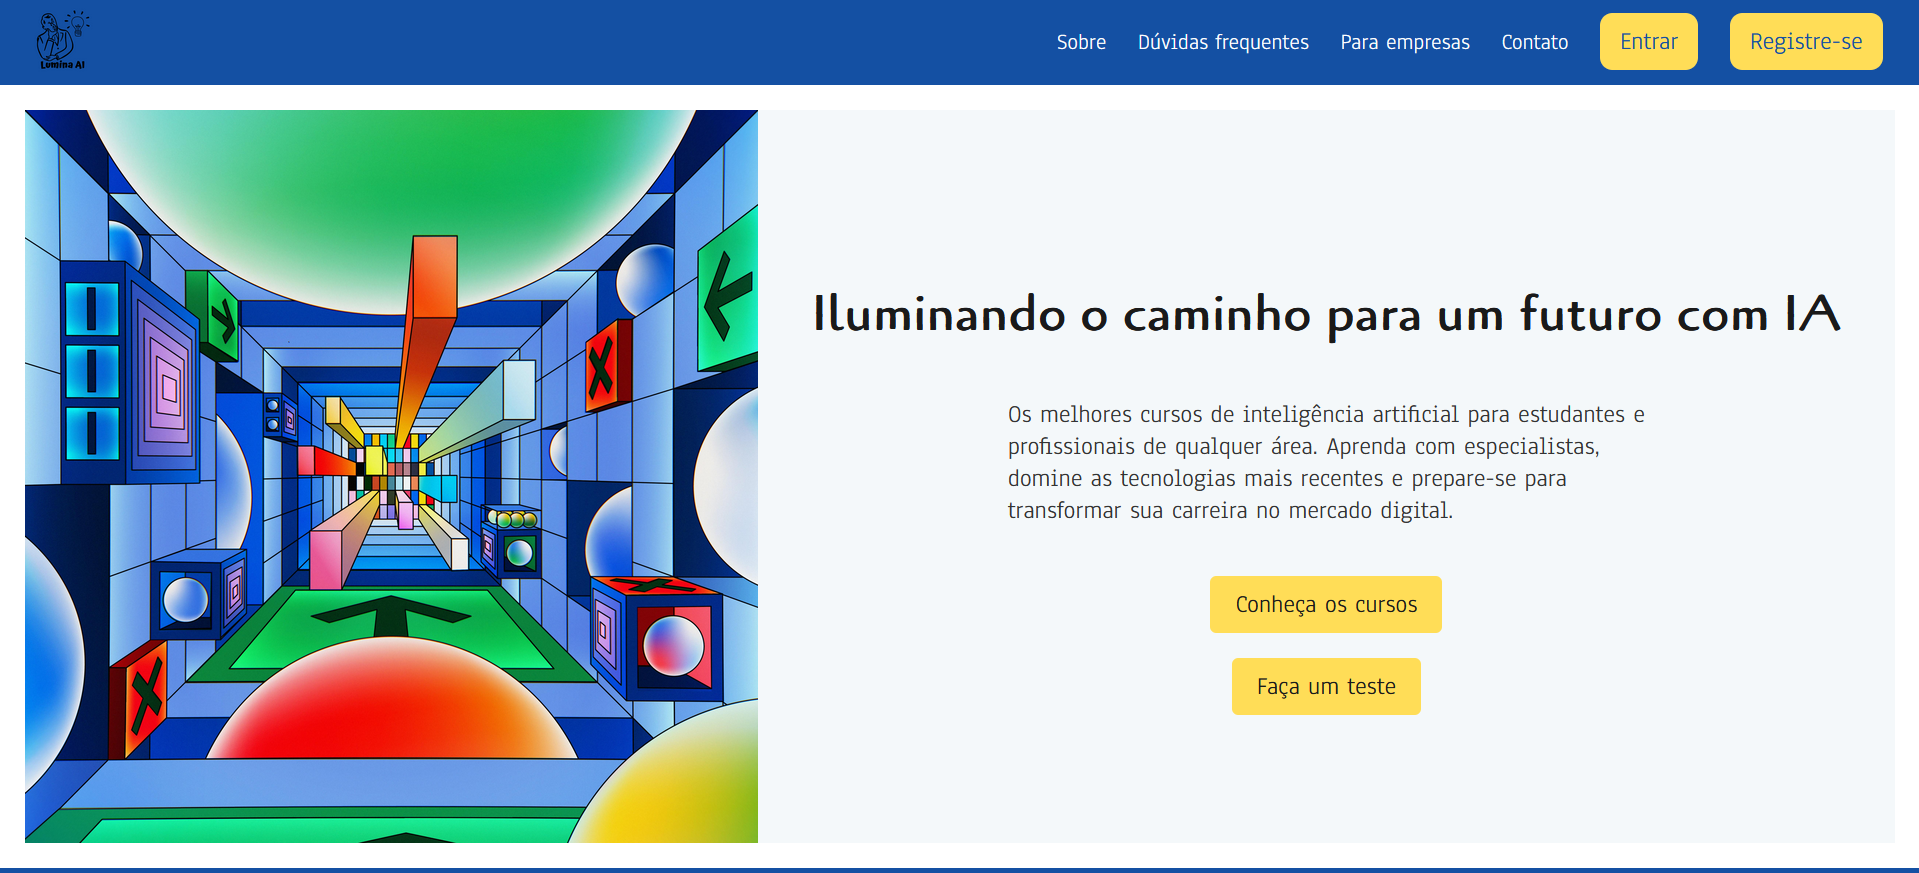 Lumina AI
Sobre
Dúvidas frequentes
Para empresas
Contato
Entrar
Registre-se
Iluminando o caminho para um futuro com IA
Os melhores cursos de inteligência artificial para estudantes e
profissionais de qualquer área. Aprenda com especialistas,
domine as tecnologias mais recentes e prepare-se para
transformar sua carreira no mercado digital.
Conheça os cursos
Faça um teste